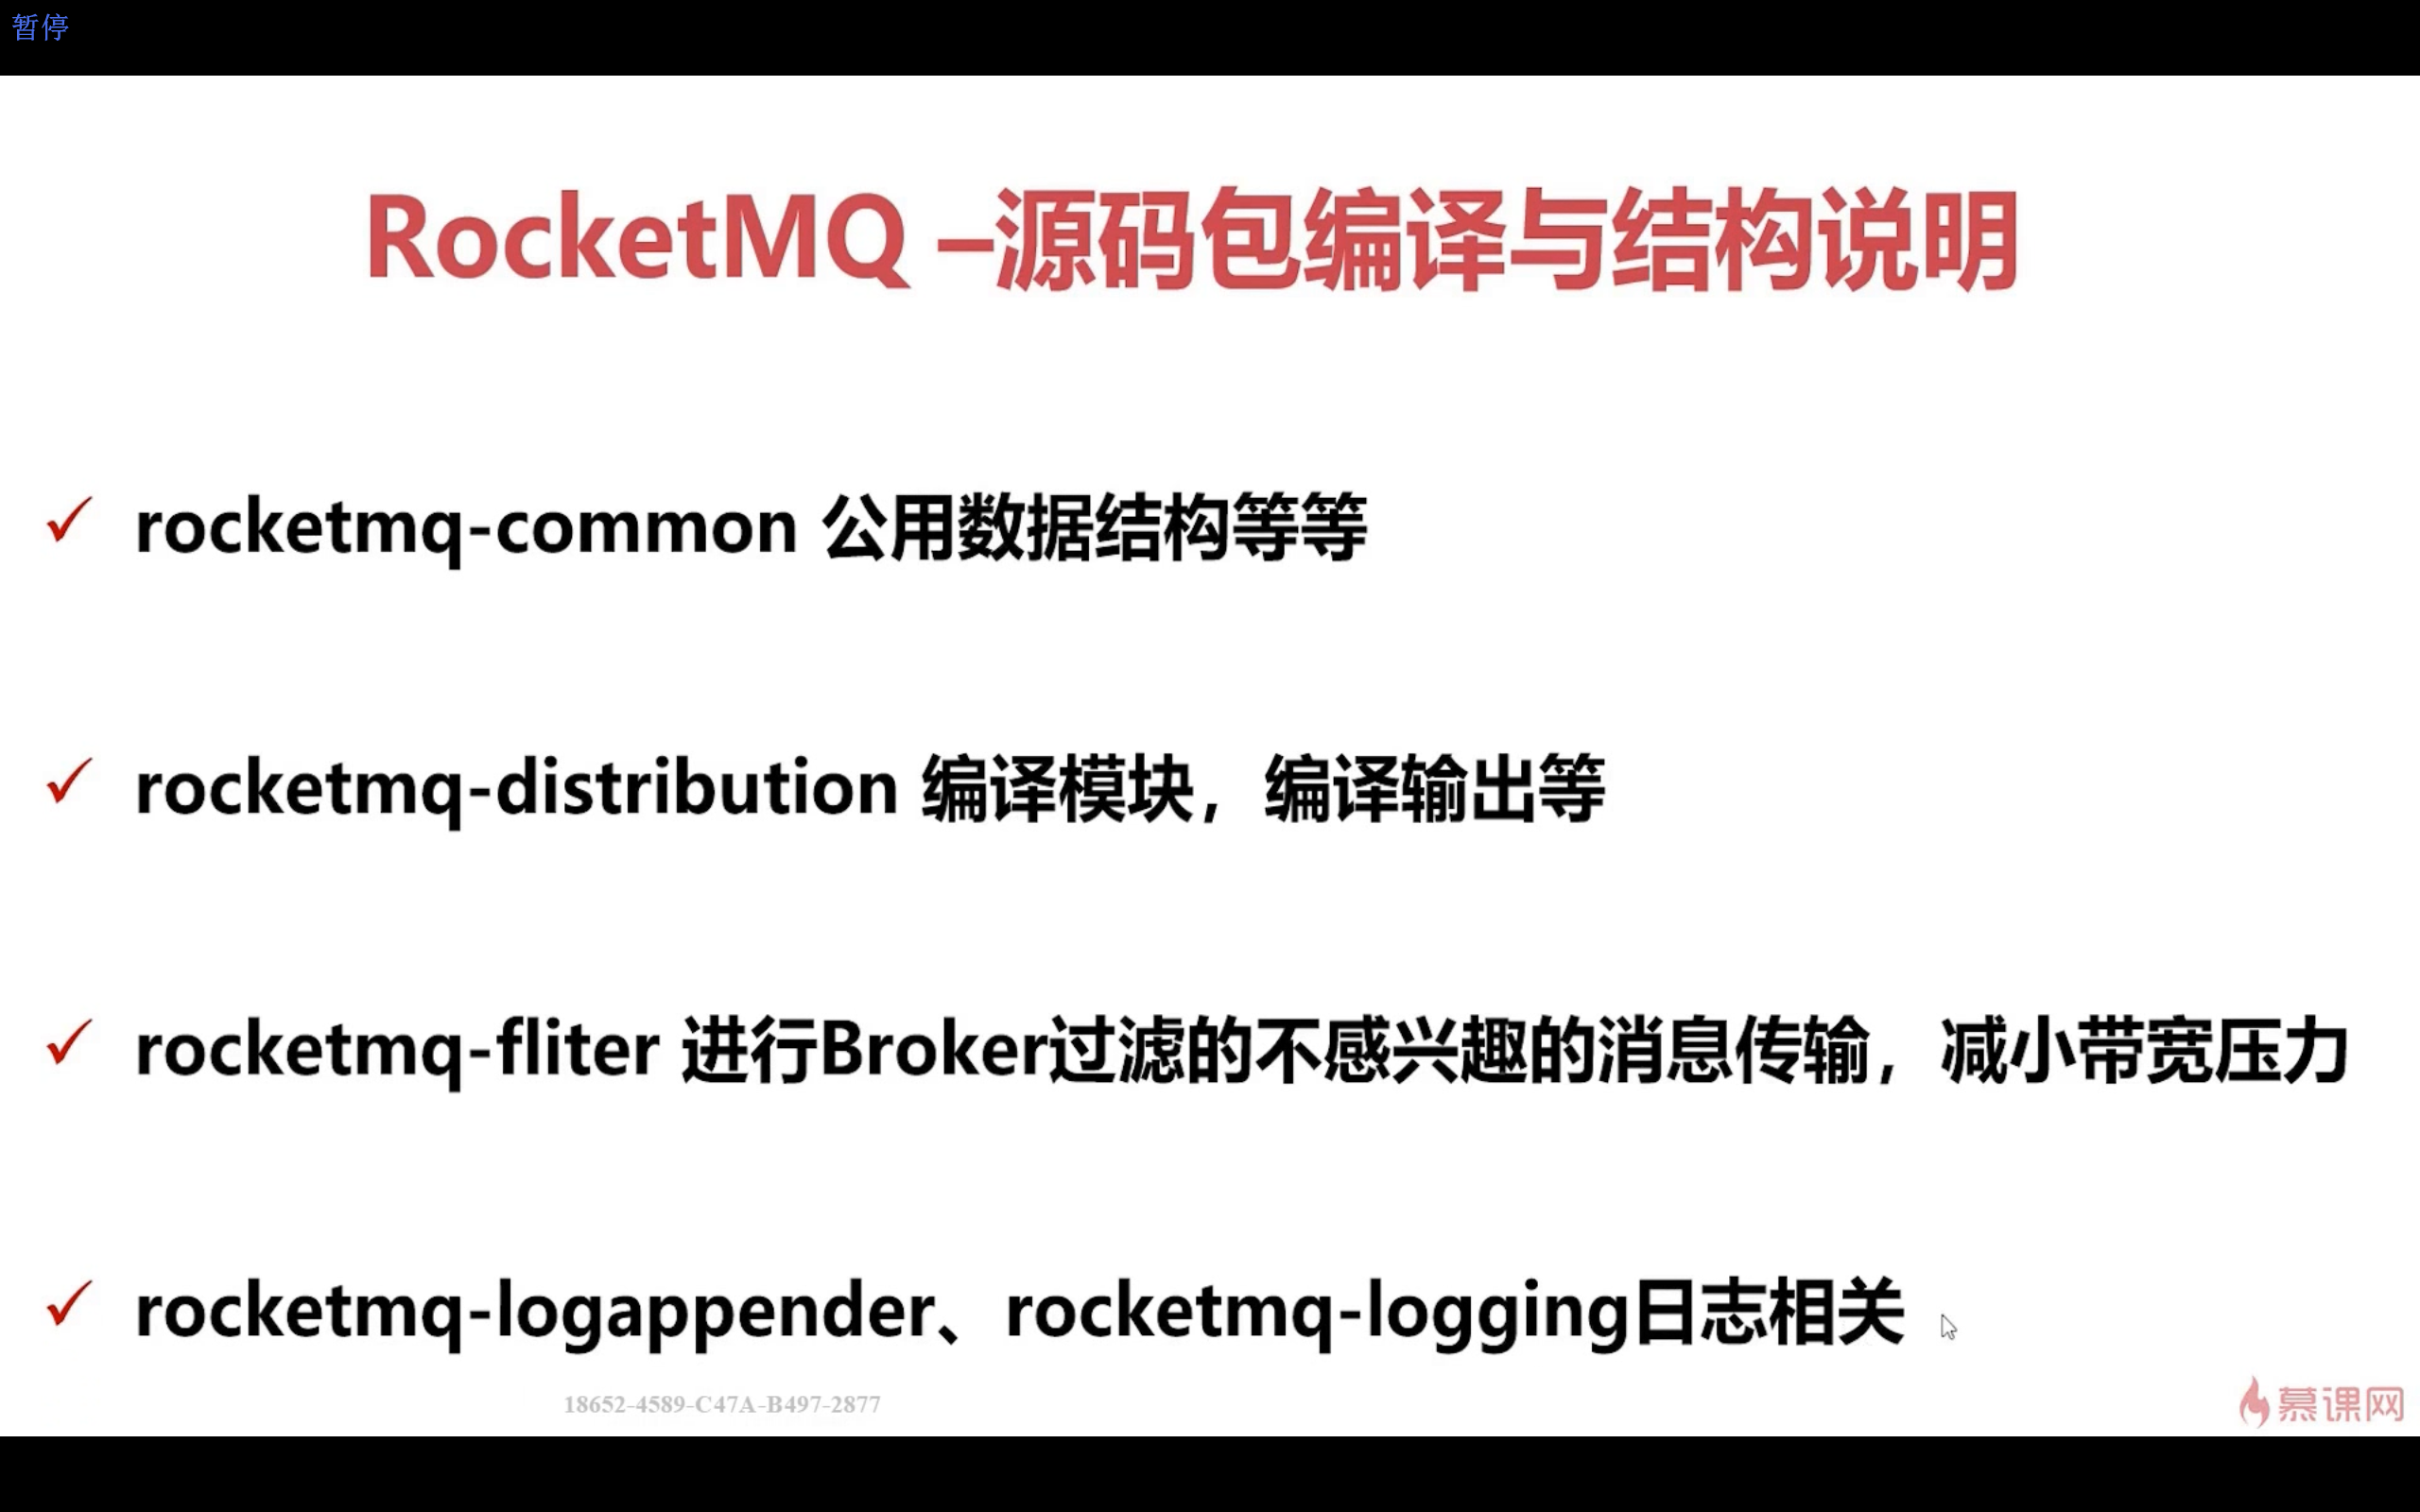 暂停
RocketMQ –源码包编译与结构说明
rocketmq-common 公用数据结构等等
rocketmq-distribution 编译模块，编译输出等
rocketmq-fliter 进行Broker过滤的不感兴趣的消息传输，减小带宽压力
rocketmq-logappender、rocketmq-logging日志相关
18652-4589-C47A-B497-2877
慕课网